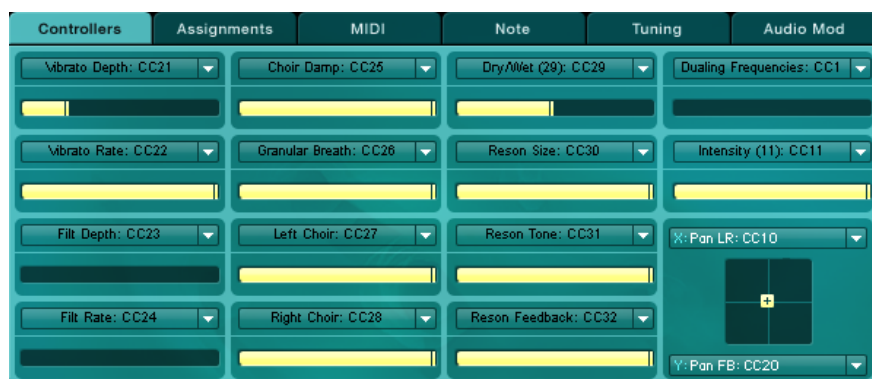 Controllers Assignments MIDI Note Tuning Audio Mod
Vibrato Depth: CC21 Choir Damp: CC25 Dry/Wet (29): CC29 Dualing Frequencies: CC1
Vibrato Rate: CC22 Granular Breath: CC26 Reson Size: CC30 Intensity (11): CC11
Filt Depth: CC23 Left Choir: CC27 Reson Tone: CC31 X: Pan LR: CC10
Filt Rate: CC24 Right Choir: CC28 Reson Feedback: CC32
Y: Pan FB: CC20